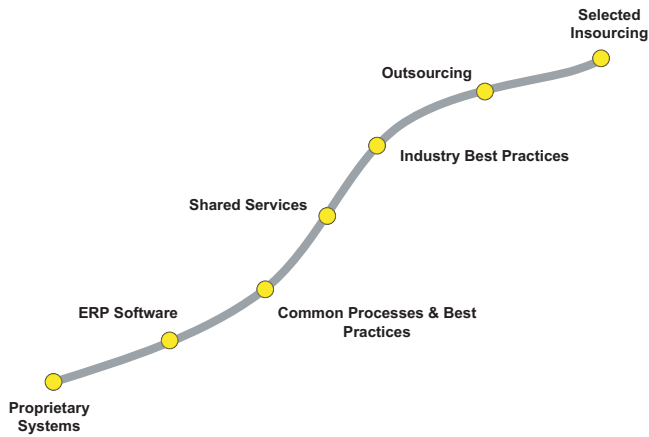 Selected
Insourcing
Outsourcing
Industry Best Practices
Shared Services
ERP Software
Common Processes & Best
Practices
Proprietary
Systems